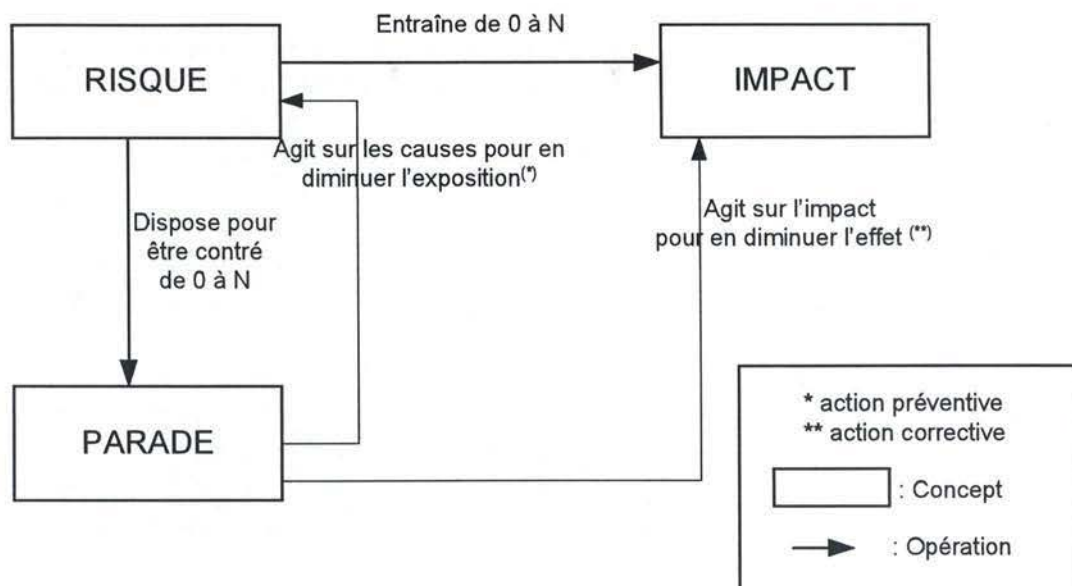 Entraîne de 0 à N
RISQUE
IMPACT
Agit sur les causes pour en
diminuer l'exposition(*)
Dispose pour
être contré
de 0 à N
Agit sur l'impact
pour en diminuer l'effet (**)
PARADE
* action préventive
** action corrective
: Concept
: Opération